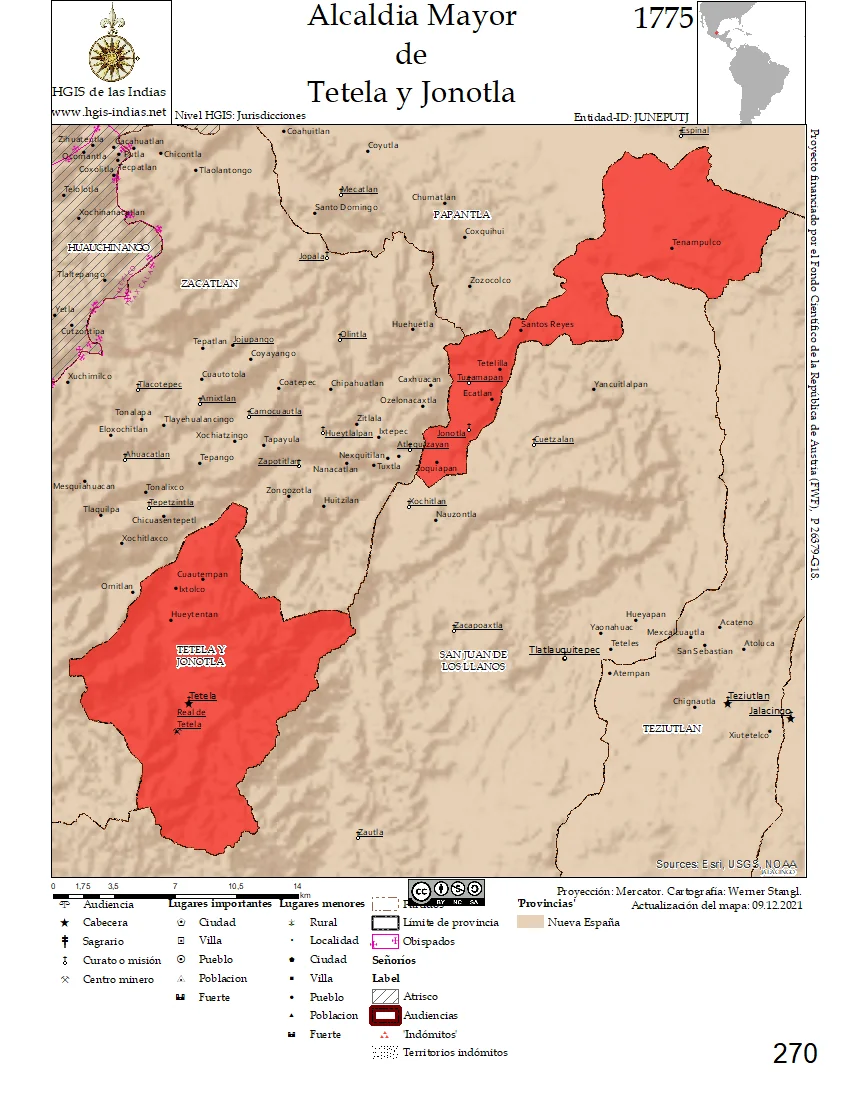 Alcaldia Mayor
de
Tetela y Jonotla
1775
HGIS de las Indias
www.hgis-indias.net
Nivel HGIS: Jurisdicciones
Entidad-ID: JUNEPUTJ
Proyecto financiado por el Fondo Científico de la República de Austria (FWF), P 26379-G18.
Coahuitlan
Espinal
Zihuateutla
Cacahuatlan
Ocomantla
Putla
Chicontla
Coyutla
Coxolitla
Tecpatlan
Tlaolantongo
Telolotla
Mecatlan
Chumatlan
Santo Domingo
PAPANTLA
Xochinanacatlan
Coxquihui
HUAUCHINANGO
Tenampulco
Jopala
Tlaltepango
ZACATLAN
Zozocolco
Yetla
Huehuetla
Santos Reyes
Cutzontipa
Olintla
Tepatlan
Jojupango
Coyayango
Tetelilla
Xuchimilco
Cuautotola
Tuzamapan
Tlacotepec
Coatepec
Chipahuatlan
Caxhuacan
Yancuitlalpan
Ecatlan
Amixtlan
Ozelonacaxtla
Tonalapa
Camocuautla
Tlayehualancingo
Zitlala
Eloxochitlan
Xochiatzingo
Hueytlalpan
Ixtepec
Jonotla
Tapayula
Atlequizayan
Cuetzalan
Ahuacatlan
Tepango
Zapotitlan
Nexquitilan
Nanacatlan
Tuxtla
Zoquiapan
Mesquiahuacan
Tonalixco
Zongozotla
Tepetzintla
Huitzilan
Xochitlan
Tlaquilpa
Chicuasentepetl
Nauzontla
Xochitlaxco
Cuautempan
Omitlan
Ixtolco
Hueytentan
Zacapoaxtla
Hueyapan
Yaonahuac
Acateno
Mexcalcuautla
TETELA Y
JONOTLA
SAN JUAN DE
LOS LLANOS
Tlatlauquitepec
Teteles
San Sebastian
Atoluca
Atempan
Tetela
Chignautla
Teziutlan
Real de
Tetela
Jalacingo
TEZIUTLAN
Xiutetelco
Zautla
Sources: Esri, USGS, NOAA
JALACINGO
0 1,75 3,5 7 10,5 14
km
CC BY NC SA
Proyección: Mercator. Cartografía: Werner Stangl.
Actualización del mapa: 09.12.2021
Audiencia
Cabecera
Sagrario
Curato o misión
Centro minero
Lugares importantes
Ciudad
Villa
Pueblo
Poblacion
Fuerte
Lugares menores
Rural
Localidad
Ciudad
Villa
Pueblo
Poblacion
Fuerte
Límite de provincia
Obispados
Señoríos
Label
Atrisco
Audiencias
'Indómitos'
Territorios indómitos
'Provincias'
Nueva España
270